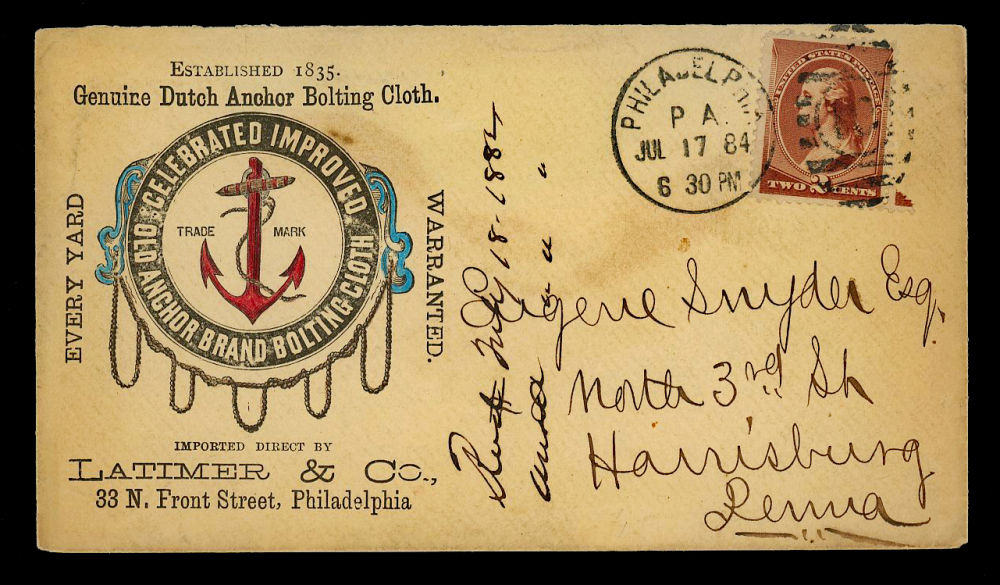 ESTABLISHED 1835.
Genuine Dutch Anchor Bolting Cloth.
CELEBRATED IMPROVED
OLD ANCHOR BRAND BOLTING CLOTH
TRADE MARK
EVERY YARD
WARRANTED.
IMPORTED DIRECT BY
LATIMER & CO.,
33 N. Front Street, Philadelphia
PHILADELPHIA
P A.
JUL 17 84
6 30 PM
UNITED STATES POSTAGE
TWO CENTS
July 18-1884
" " "
Eugene Snyder Esq.
North 3rd St
Harrisburg
Penna